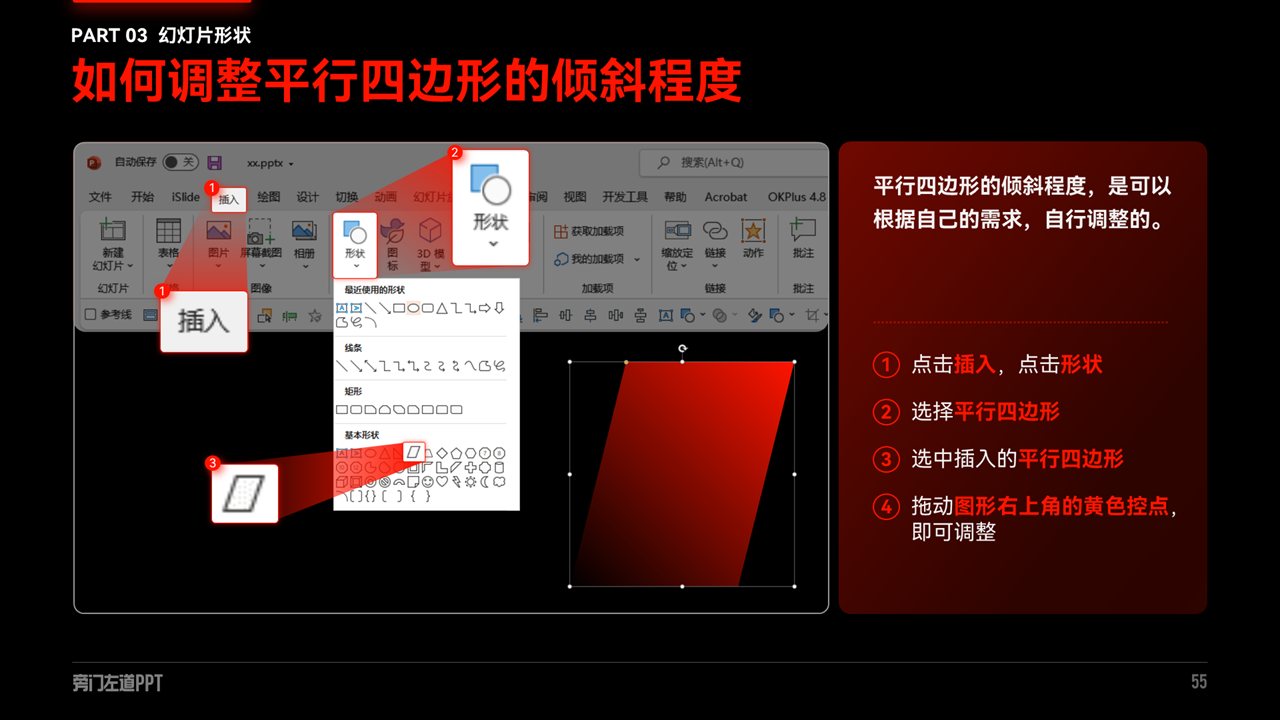 PART 03 幻灯片形状
如何调整平行四边形的倾斜程度
自动保存 关 xx.pptx 搜索(Alt+Q)
文件 开始 iSlide 插入 绘图 设计 切换 动画 审阅 视图 开发工具 帮助 Acrobat OKPlus 4.8
新建
幻灯片
表格
图片
屏幕截图
相册
形状
图
标
3D 模
型
获取加载项
我的加载项
缩放定
位
链接
动作
批注
幻灯片 图像 加载项 链接 批注
参考线
1
插入
2
形状
1
插入
最近使用的形状
线条
矩形
基本形状
3
平行四边形的倾斜程度，是可以
根据自己的需求，自行调整的。
1 点击插入，点击形状
2 选择平行四边形
3 选中插入的平行四边形
4 拖动图形右上角的黄色控点，
即可调整
旁门左道PPT
55